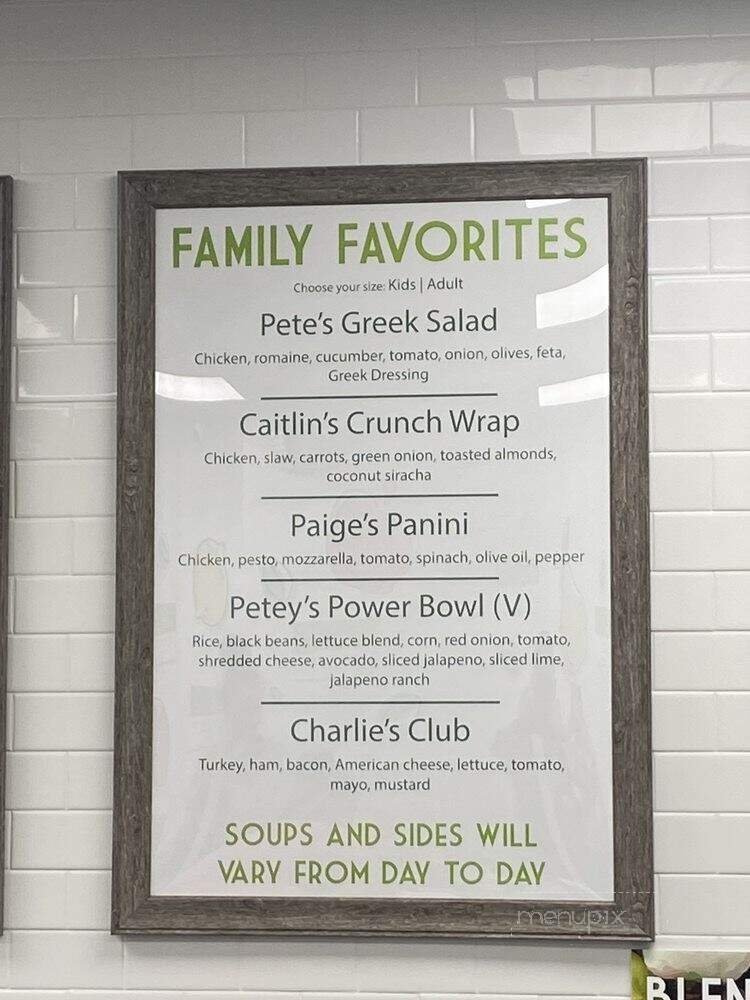 FAMILY FAVORITES
Choose your size: Kids | Adult
Pete's Greek Salad
Chicken, romaine, cucumber, tomato, onion, olives, feta,
Greek Dressing
Caitlin's Crunch Wrap
Chicken, slaw, carrots, green onion, toasted almonds,
coconut siracha
Paige's Panini
Chicken, pesto, mozzarella, tomato, spinach, olive oil, pepper
Petey's Power Bowl (V)
Rice, black beans, lettuce blend, corn, red onion, tomato,
shredded cheese, avocado, sliced jalapeno, sliced lime,
jalapeno ranch
Charlie's Club
Turkey, ham, bacon, American cheese, lettuce, tomato,
mayo, mustard
SOUPS AND SIDES WILL
VARY FROM DAY TO DAY
menupix
BLEN